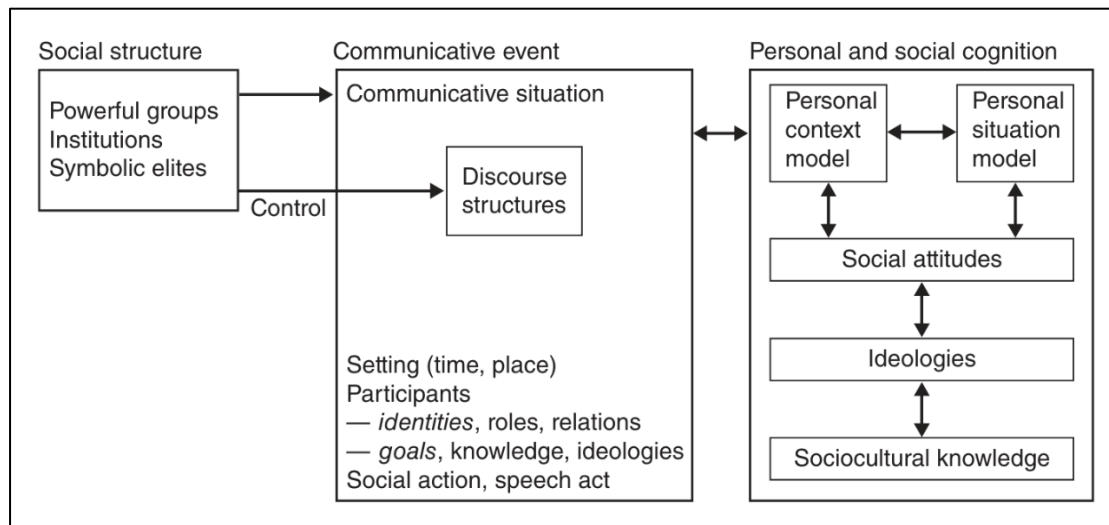 Social structure
Powerful groups
Institutions
Symbolic elites
Control
Communicative event
Communicative situation
Discourse
structures
Setting (time, place)
Participants
— identities, roles, relations
— goals, knowledge, ideologies
Social action, speech act
Personal and social cognition
Personal
context
model
Personal
situation
model
Social attitudes
Ideologies
Sociocultural knowledge